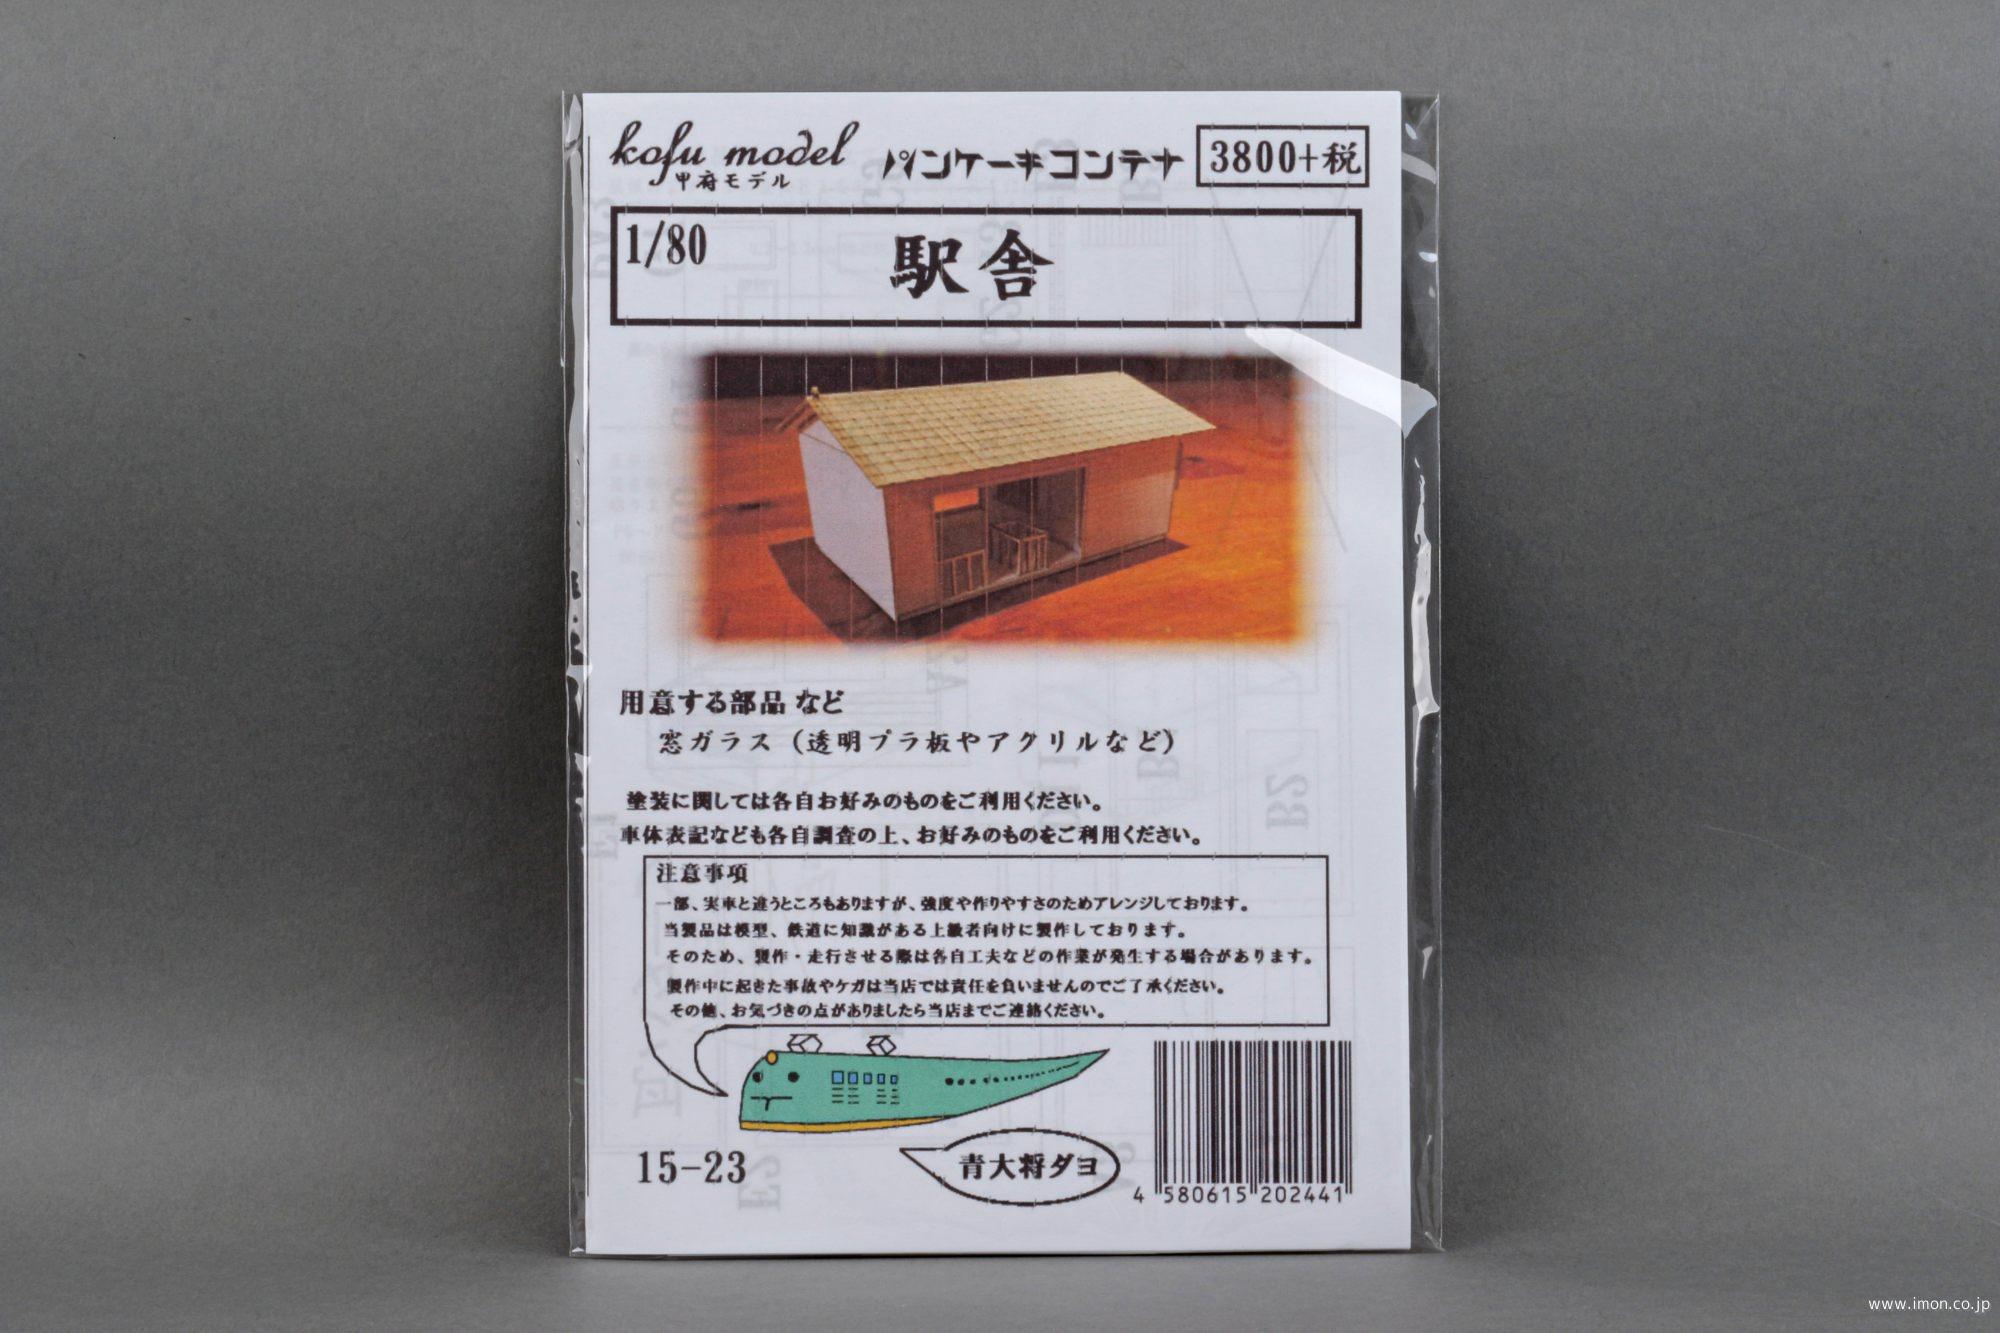 kofu model
甲府モデル
パンケーキコンテナ
3800+税
1/80
駅舎
用意する部品 など
窓ガラス（透明プラ板やアクリルなど）
塗装に関しては各自お好みのものをご利用ください。
車体表記なども各自調査の上、お好みのものをご利用ください。
注意事項
一部、実車と違うところもありますが、強度や作りやすさのためアレンジしております。
当製品は模型、鉄道に知識がある上級者向けに製作しております。
そのため、製作・走行させる際は各自工夫などの作業が発生する場合があります。
製作中に起きた事故やケガは当店では責任を負いませんのでご了承ください。
その他、お気づきの点がありましたら当店までご連絡ください。
15-23
青大将ダヨ
4 580615 202441
www.imon.co.jp